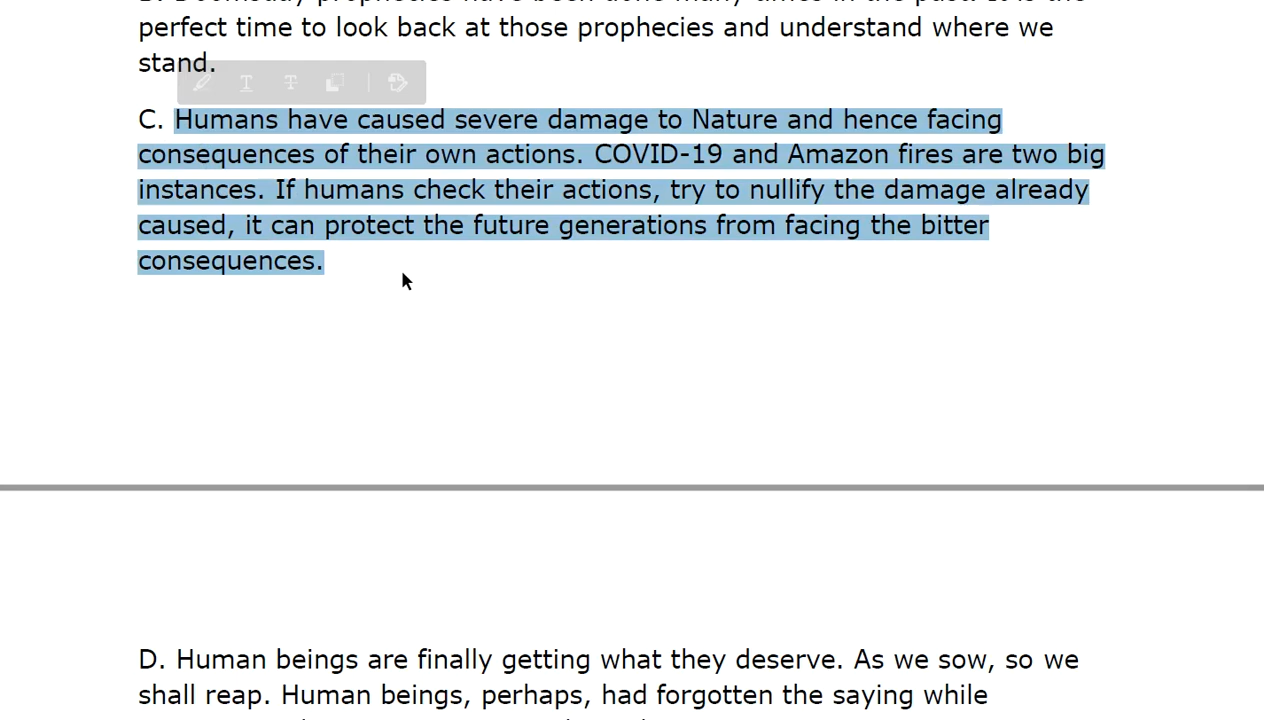 perfect time to look back at those prophecies and understand where we
stand.
C. Humans have caused severe damage to Nature and hence facing
consequences of their own actions. COVID-19 and Amazon fires are two big
instances. If humans check their actions, try to nullify the damage already
caused, it can protect the future generations from facing the bitter
consequences.
D. Human beings are finally getting what they deserve. As we sow, so we
shall reap. Human beings, perhaps, had forgotten the saying while